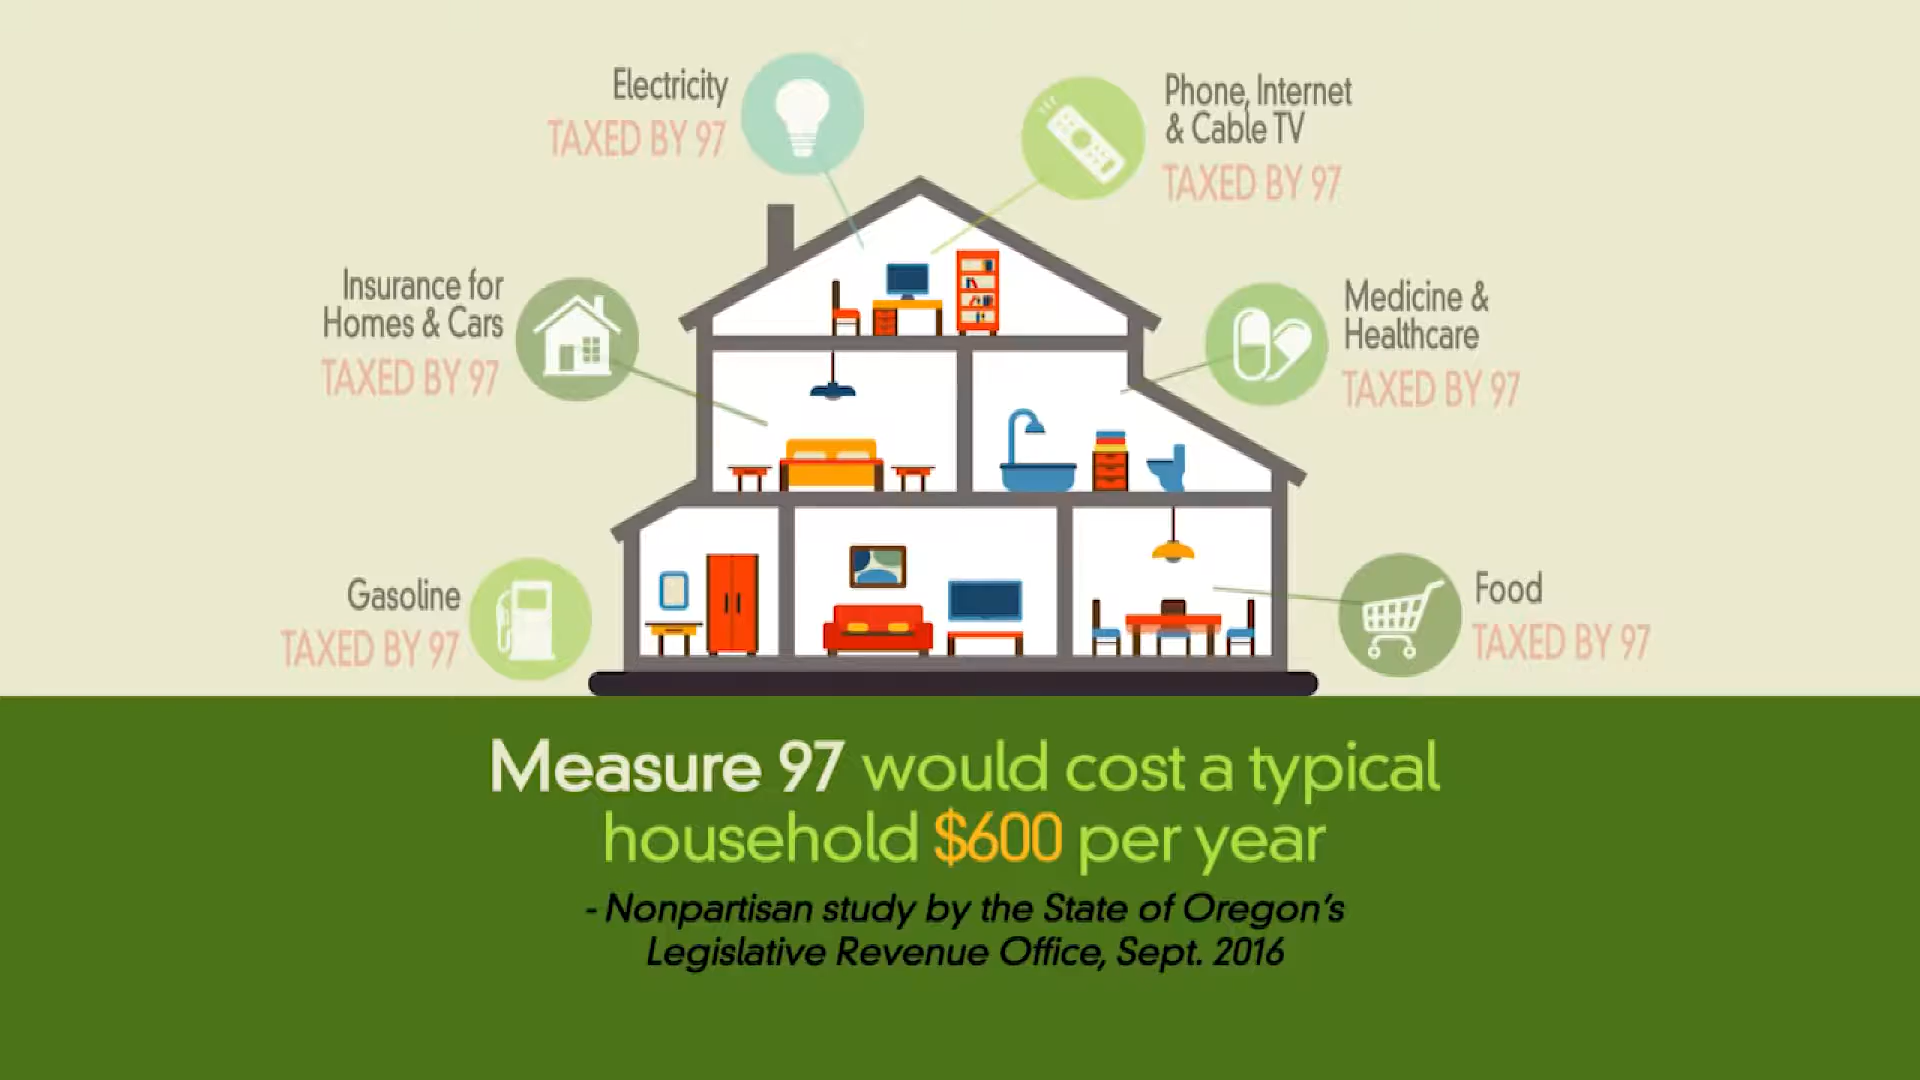 Electricity
TAXED BY 97
Phone, Internet
& Cable TV
TAXED BY 97
Insurance for
Homes & Cars
TAXED BY 97
Medicine &
Healthcare
TAXED BY 97
Gasoline
TAXED BY 97
Food
TAXED BY 97
Measure 97 would cost a typical
household $600 per year
- Nonpartisan study by the State of Oregon's
Legislative Revenue Office, Sept. 2016